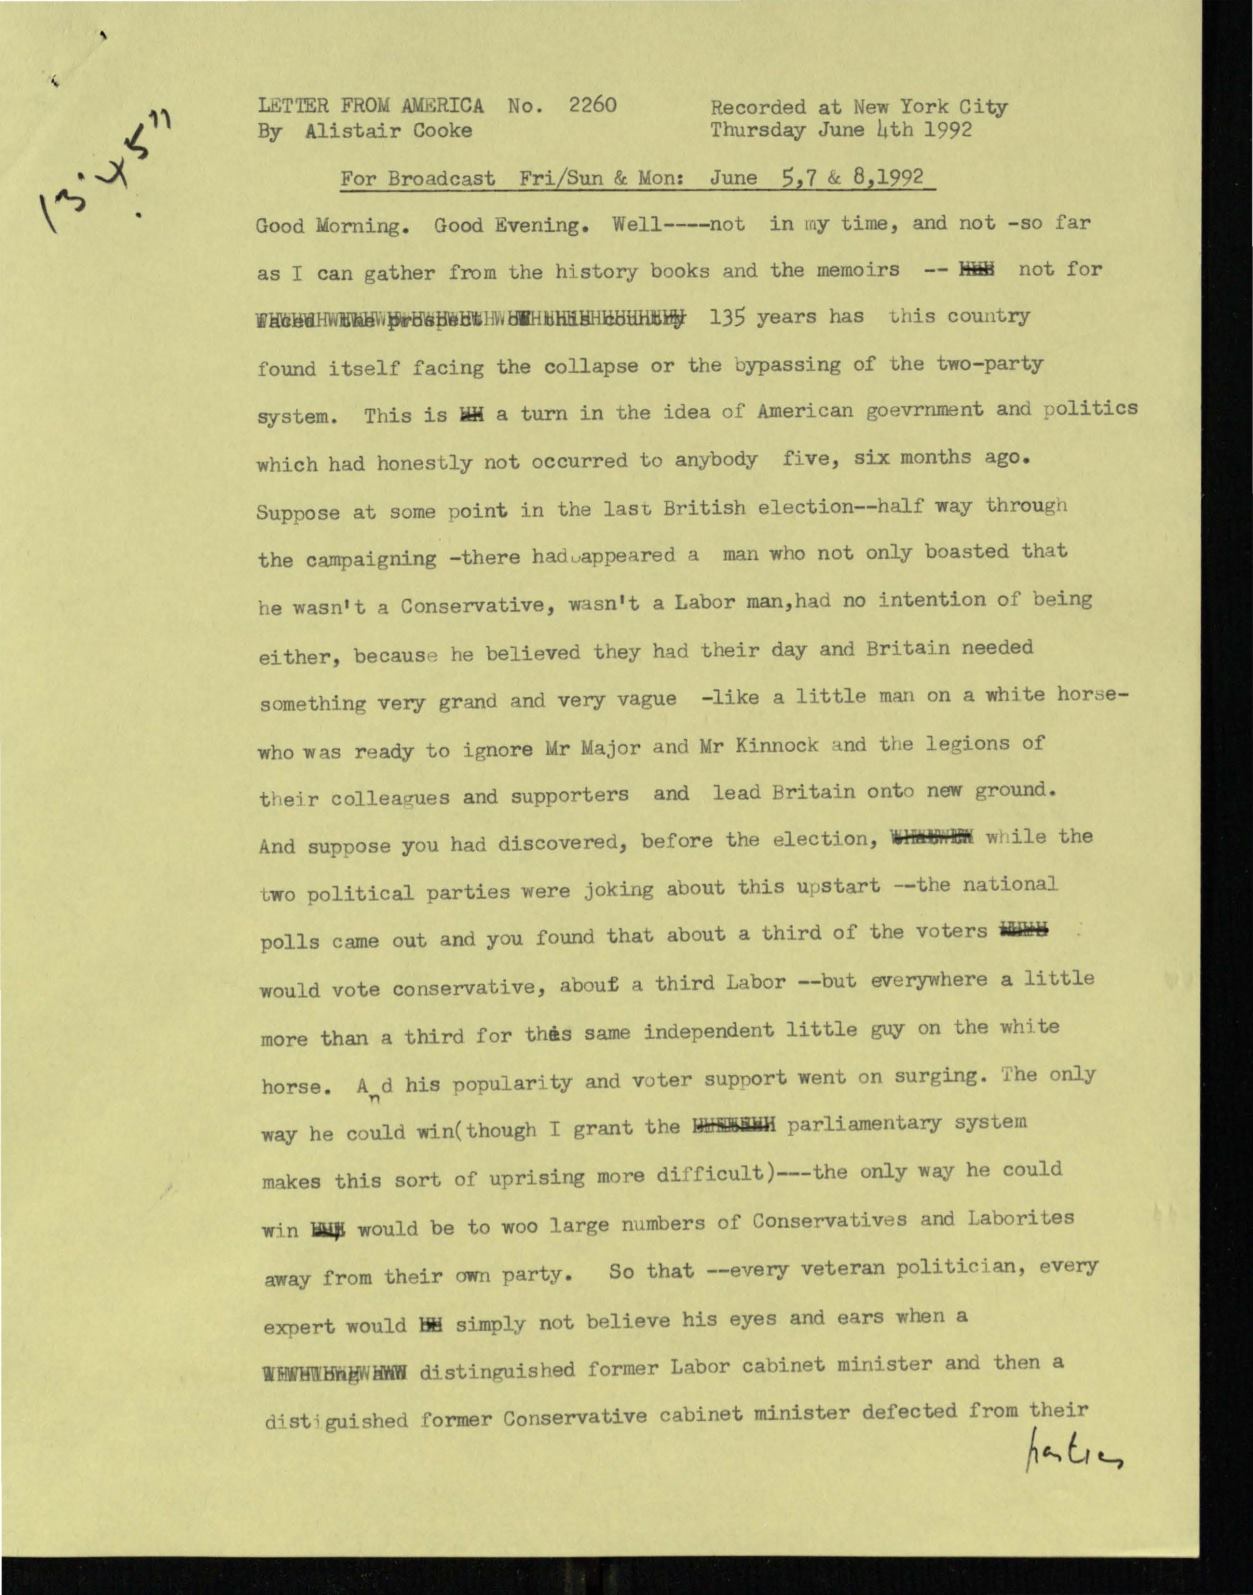 13'45"
LETTER FROM AMERICA No. 2260 Recorded at New York City
By Alistair Cooke Thursday June 4th 1992
For Broadcast Fri/Sun & Mon: June 5,7 & 8,1992
Good Morning. Good Evening. Well----not in my time, and not -so far
as I can gather from the history books and the memoirs -- not for
135 years has this country
found itself facing the collapse or the bypassing of the two-party
system. This is a turn in the idea of American goevrnment and politics
which had honestly not occurred to anybody five, six months ago.
Suppose at some point in the last British election--half way through
the campaigning -there had appeared a man who not only boasted that
he wasn't a Conservative, wasn't a Labor man,had no intention of being
either, because he believed they had their day and Britain needed
something very grand and very vague -like a little man on a white horse-
who was ready to ignore Mr Major and Mr Kinnock and the legions of
their colleagues and supporters and lead Britain onto new ground.
And suppose you had discovered, before the election, while the
two political parties were joking about this upstart --the national
polls came out and you found that about a third of the voters
would vote conservative, about a third Labor --but everywhere a little
more than a third for this same independent little guy on the white
horse. And his popularity and voter support went on surging. The only
way he could win(though I grant the parliamentary system
makes this sort of uprising more difficult)---the only way he could
win would be to woo large numbers of Conservatives and Laborites
away from their own party. So that --every veteran politician, every
expert would simply not believe his eyes and ears when a
distinguished former Labor cabinet minister and then a
distiguished former Conservative cabinet minister defected from their
parties